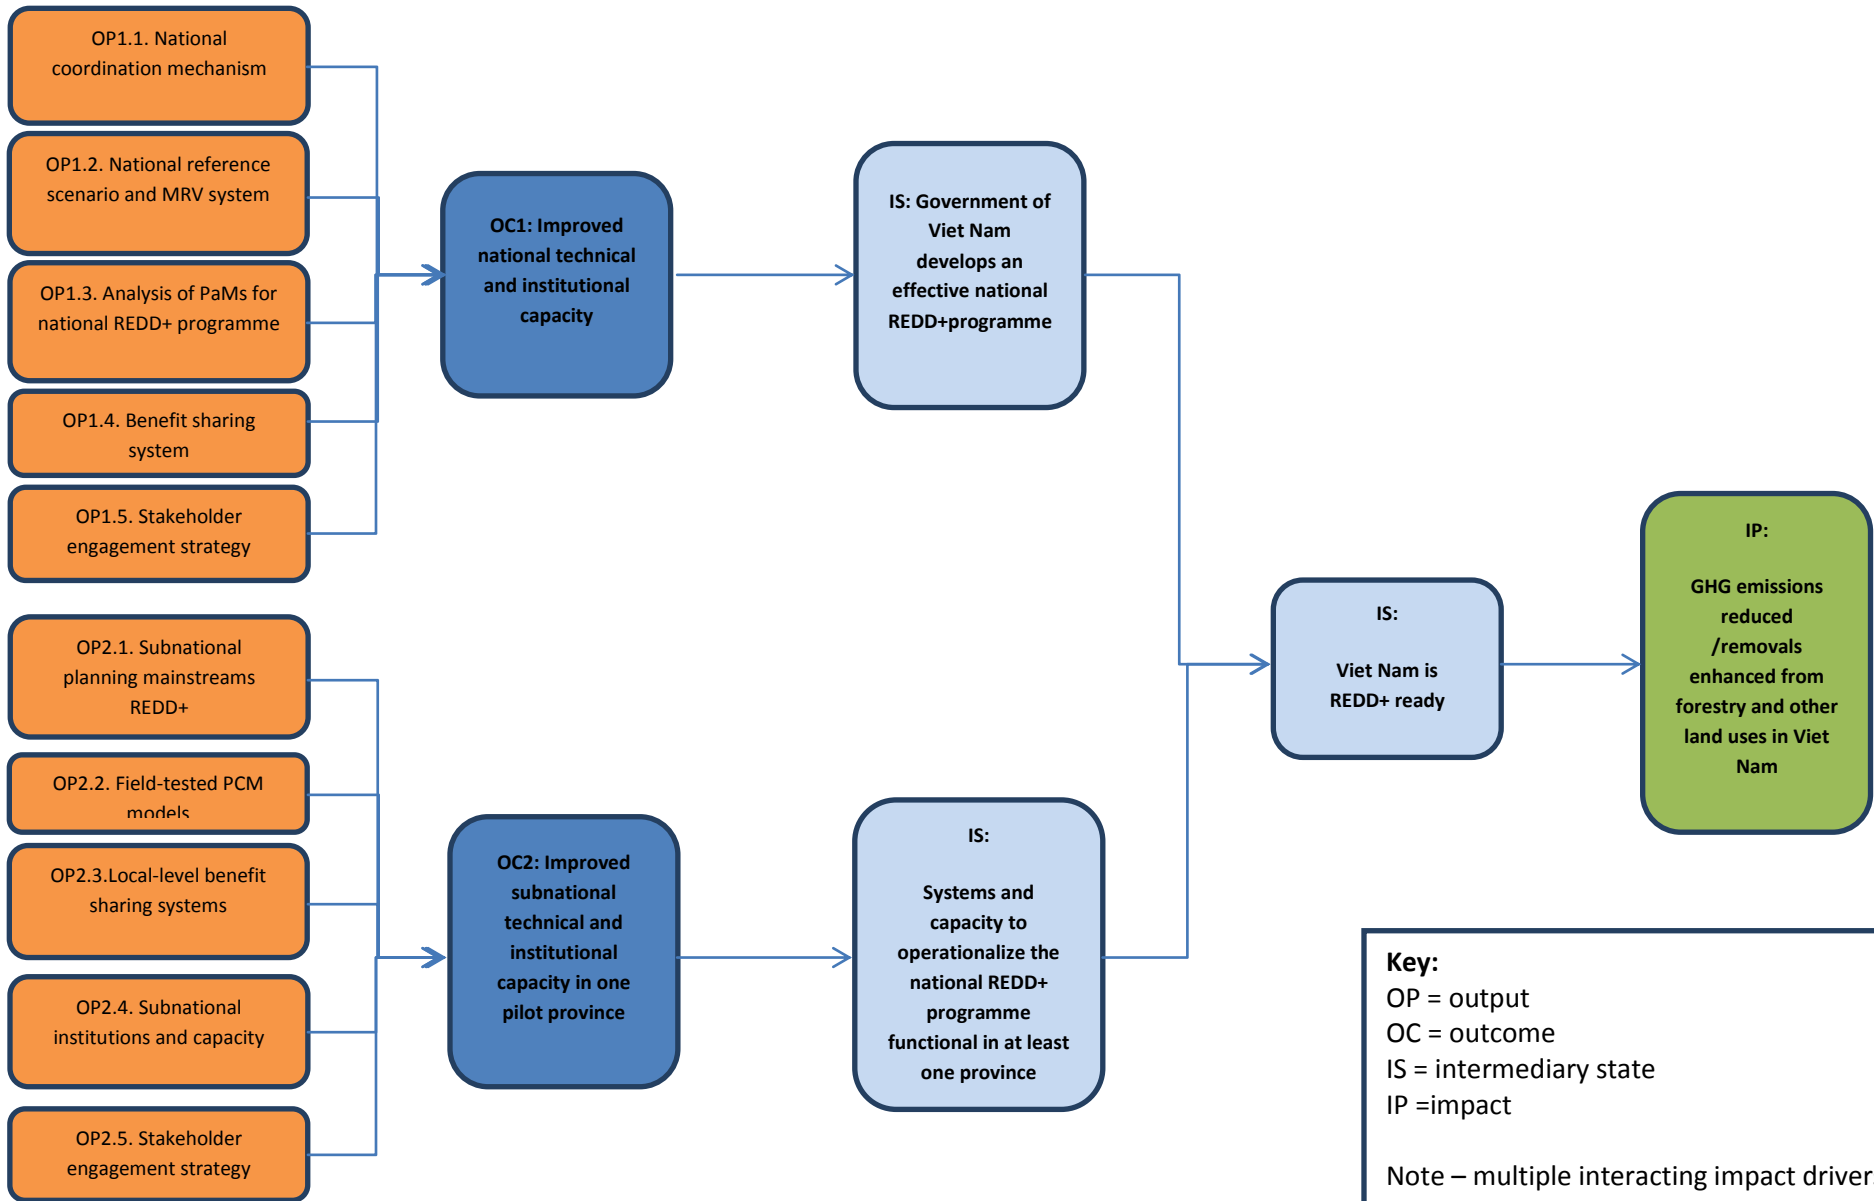 OP1.1. National
coordination mechanism
OP1.2. National reference
scenario and MRV system
OP1.3. Analysis of PaMs for
national REDD+ programme
OP1.4. Benefit sharing
system
OP1.5. Stakeholder
engagement strategy
OC1: Improved
national technical
and institutional
capacity
IS: Government of
Viet Nam
develops an
effective national
REDD+programme
OP2.1. Subnational
planning mainstreams
REDD+
OP2.2. Field-tested PCM
models
OP2.3.Local-level benefit
sharing systems
OP2.4. Subnational
institutions and capacity
OP2.5. Stakeholder
engagement strategy
OC2: Improved
subnational
technical and
institutional
capacity in one
pilot province
IS:
Systems and
capacity to
operationalize the
national REDD+
programme
functional in at least
one province
IS:
Viet Nam is
REDD+ ready
IP:
GHG emissions
reduced
/removals
enhanced from
forestry and other
land uses in Viet
Nam
Key:
OP = output
OC = outcome
IS = intermediary state
IP =impact
Note – multiple interacting impact driver